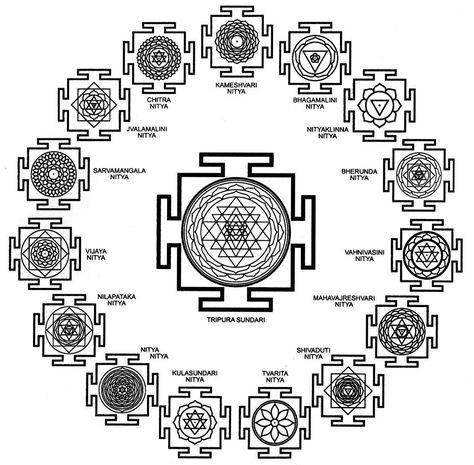 KAMESHVARI
NITYA
BHAGAMALINI
NITYA
NITYAKLINNA
NITYA
BHERUNDA
NITYA
VAHNIVASINI
NITYA
MAHAVAJRESHVARI
NITYA
SHIVADUTI
NITYA
TVARITA
NITYA
KULASUNDARI
NITYA
NITYA
NITYA
NILAPATAKA
NITYA
VIJAYA
NITYA
SARVAMANGALA
NITYA
JVALAMALINI
NITYA
CHITRA
NITYA
TRIPURA SUNDARI